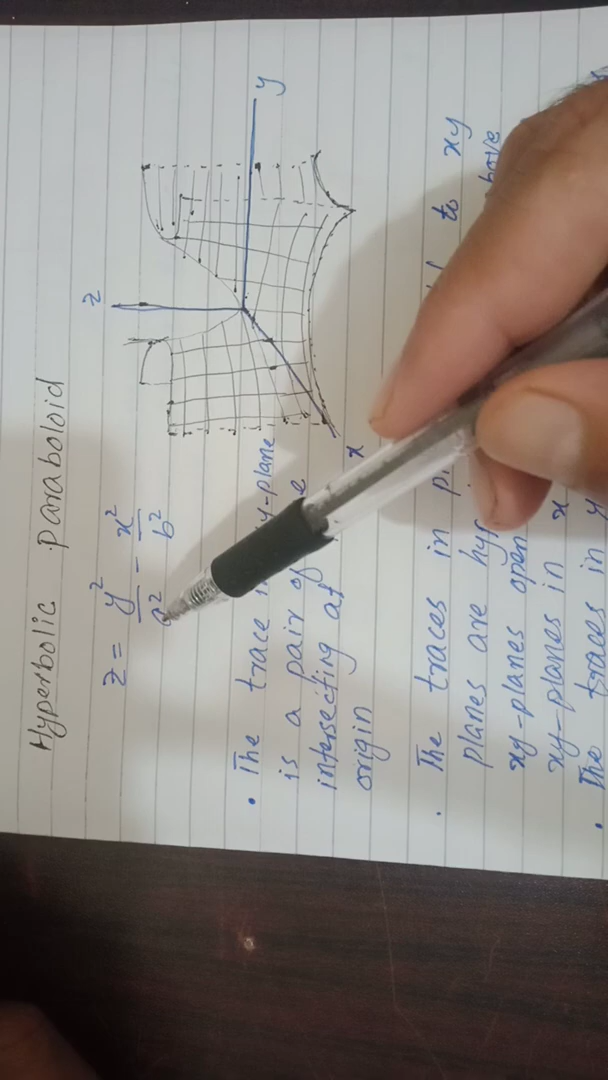 Hyperbolic paraboloid
z = y²/a² - x²/b²
z
y
x
. The trace y-plane
is a pair of
intersecting at
origin
. The traces in to xy
planes are
xy-planes open
xy-planes in x
. The traces in